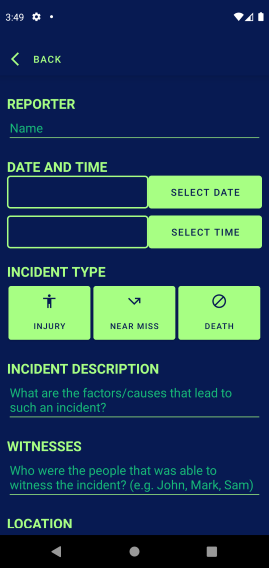 3:49
BACK
REPORTER
Name
DATE AND TIME
SELECT DATE
SELECT TIME
INCIDENT TYPE
INJURY
NEAR MISS
DEATH
INCIDENT DESCRIPTION
What are the factors/causes that lead to
such an incident?
WITNESSES
Who were the people that was able to
witness the incident? (e.g. John, Mark, Sam)
LOCATION